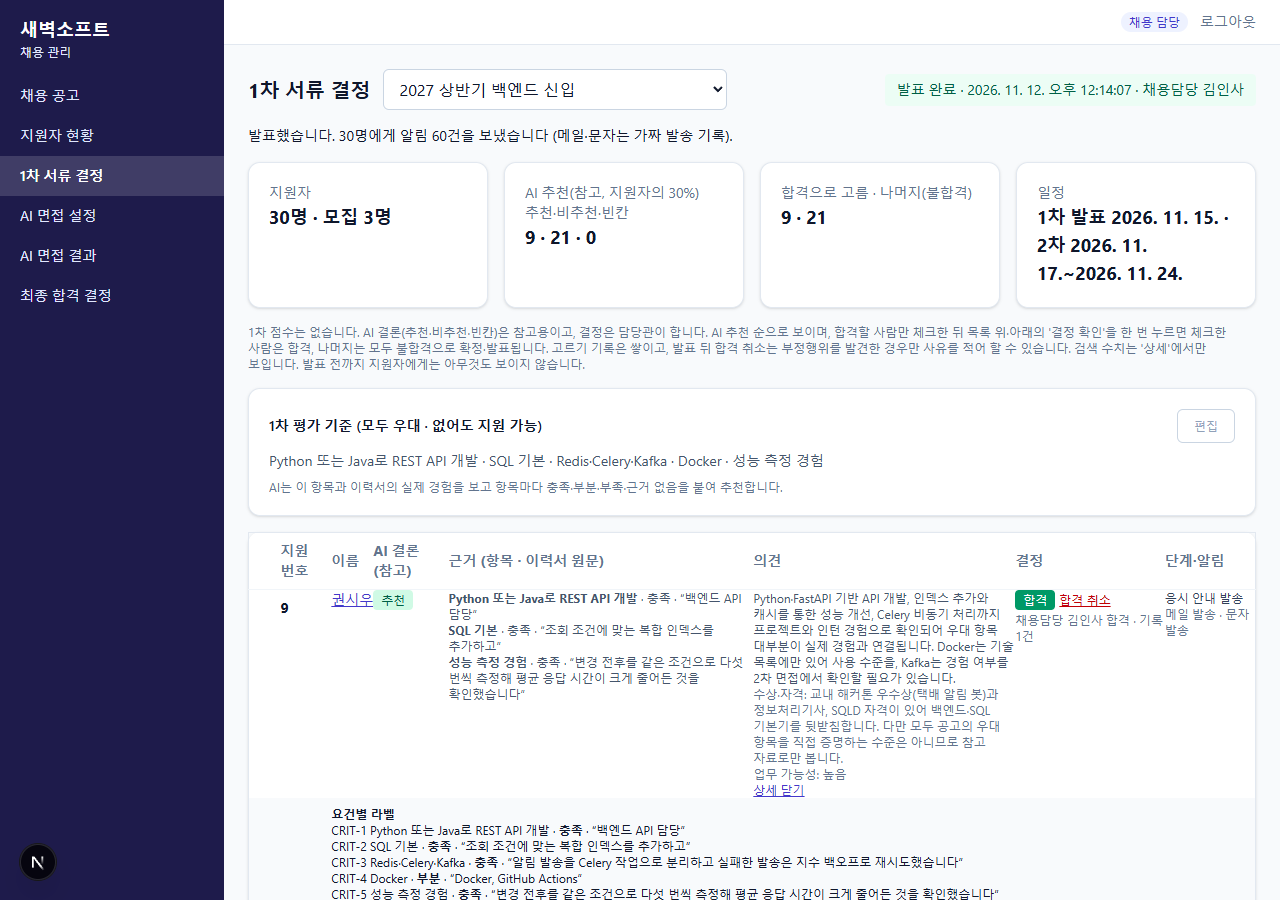 새벽소프트
채용 관리
채용 공고
지원자 현황
1차 서류 결정
AI 면접 설정
AI 면접 결과
최종 합격 결정
N
채용 담당
로그아웃
1차 서류 결정
2027 상반기 백엔드 신입
발표 완료 · 2026. 11. 12. 오후 12:14:07 · 채용담당 김인사
발표했습니다. 30명에게 알림 60건을 보냈습니다 (메일·문자는 가짜 발송 기록).
지원자
30명 · 모집 3명
AI 추천(참고, 지원자의 30%)
추천·비추천·빈칸
9 · 21 · 0
합격으로 고름 · 나머지(불합격)
9 · 21
일정
1차 발표 2026. 11. 15. ·
2차 2026. 11.
17.~2026. 11. 24.
1차 점수는 없습니다. AI 결론(추천·비추천·빈칸)은 참고용이고, 결정은 담당관이 합니다. AI 추천 순으로 보이며, 합격할 사람만 체크한 뒤 목록 위·아래의 '결정 확인'을 한 번 누르면 체크한
사람은 합격, 나머지는 모두 불합격으로 확정·발표됩니다. 고르기 기록은 쌓이고, 발표 뒤 합격 취소는 부정행위를 발견한 경우만 사유를 적어 할 수 있습니다. 검색 수치는 '상세'에서만
보입니다. 발표 전까지 지원자에게는 아무것도 보이지 않습니다.
1차 평가 기준 (모두 우대 · 없어도 지원 가능)
편집
Python 또는 Java로 REST API 개발 · SQL 기본 · Redis·Celery·Kafka · Docker · 성능 측정 경험
AI는 이 항목과 이력서의 실제 경험을 보고 항목마다 충족·부분·부족·근거 없음을 붙여 추천합니다.
지원
번호
이름
AI 결론
(참고)
근거 (항목 · 이력서 원문)
의견
결정
단계·알림
9
권시우
추천
Python 또는 Java로 REST API 개발 · 충족 · “백엔드 API
담당”
SQL 기본 · 충족 · “조회 조건에 맞는 복합 인덱스를
추가하고”
성능 측정 경험 · 충족 · “변경 전후를 같은 조건으로 다섯
번씩 측정해 평균 응답 시간이 크게 줄어든 것을
확인했습니다”
Python·FastAPI 기반 API 개발, 인덱스 추가와
캐시를 통한 성능 개선, Celery 비동기 처리까지
프로젝트와 인턴 경험으로 확인되어 우대 항목
대부분이 실제 경험과 연결됩니다. Docker는 기술
목록에만 있어 사용 수준을, Kafka는 경험 여부를
2차 면접에서 확인할 필요가 있습니다.
수상·자격: 교내 해커톤 우수상(택배 알림 봇)과
정보처리기사, SQLD 자격이 있어 백엔드·SQL
기본기를 뒷받침합니다. 다만 모두 공고의 우대
항목을 직접 증명하는 수준은 아니므로 참고
자료로만 봅니다.
업무 가능성: 높음
상세 닫기
합격 합격 취소
채용담당 김인사 합격 · 기록
1건
응시 안내 발송
메일 발송 · 문자
발송
요건별 라벨
CRIT-1 Python 또는 Java로 REST API 개발 · 충족 · “백엔드 API 담당”
CRIT-2 SQL 기본 · 충족 · “조회 조건에 맞는 복합 인덱스를 추가하고”
CRIT-3 Redis·Celery·Kafka · 충족 · “알림 발송을 Celery 작업으로 분리하고 실패한 발송은 지수 백오프로 재시도했습니다”
CRIT-4 Docker · 부분 · “Docker, GitHub Actions”
CRIT-5 성능 측정 경험 · 충족 · “변경 전후를 같은 조건으로 다섯 번씩 측정해 평균 응답 시간이 크게 줄어든 것을 확인했습니다”